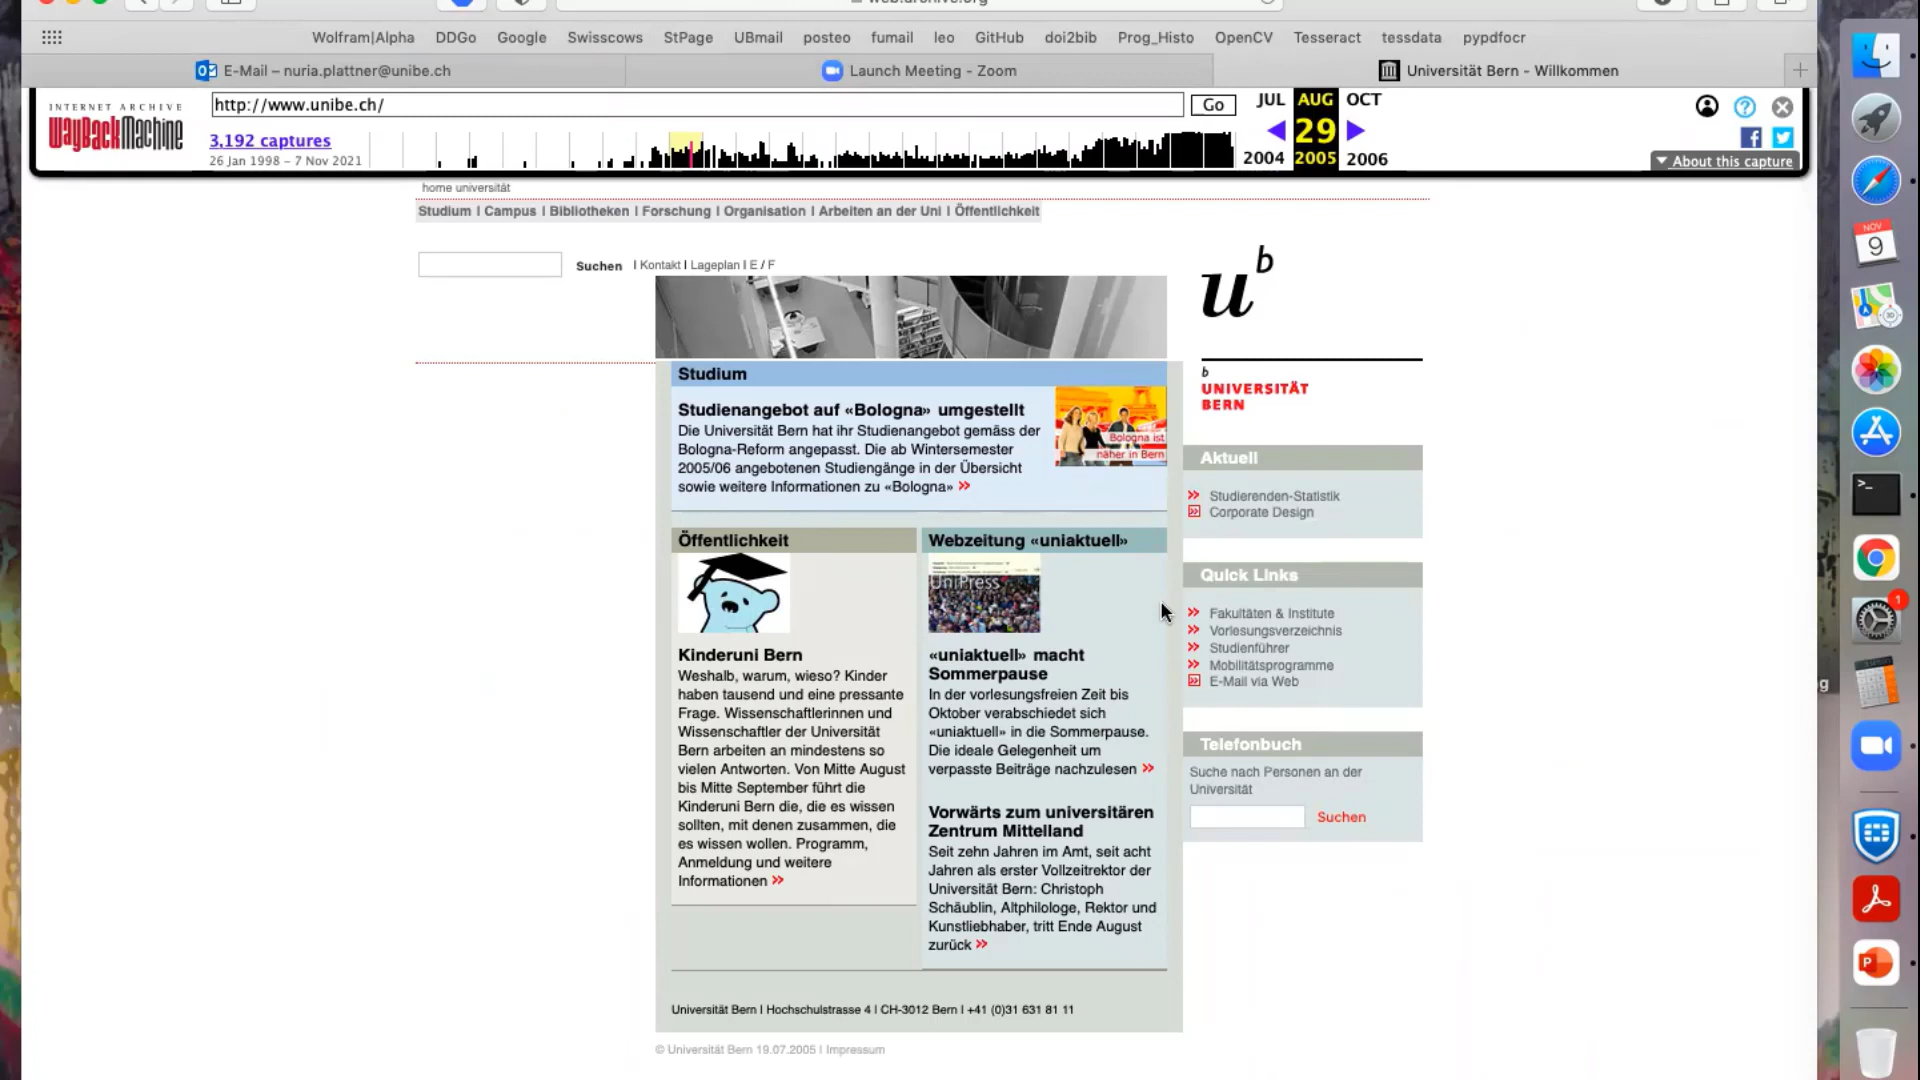 web.archive.org
Wolfram|Alpha DDGo Google Swisscows StPage UBmail posteo fumail leo GitHub doi2bib Prog_Histo OpenCV Tesseract tessdata pypdfocr
E-Mail – nuria.plattner@unibe.ch
Launch Meeting - Zoom
Universität Bern - Willkommen
INTERNET ARCHIVE
WayBackMachine
http://www.unibe.ch/
Go
3,192 captures
26 Jan 1998 – 7 Nov 2021
JUL AUG OCT
29
2004 2005 2006
About this capture
home universität
Studium | Campus | Bibliotheken | Forschung | Organisation | Arbeiten an der Uni | Öffentlichkeit
Suchen | Kontakt | Lageplan | E / F
u b
b
UNIVERSITÄT
BERN
Studium
Studienangebot auf «Bologna» umgestellt
Die Universität Bern hat ihr Studienangebot gemäss der
Bologna-Reform angepasst. Die ab Wintersemester
2005/06 angebotenen Studiengänge in der Übersicht
sowie weitere Informationen zu «Bologna» »
Bologna ist
näher in Bern
Öffentlichkeit
Kinderuni Bern
Weshalb, warum, wieso? Kinder
haben tausend und eine pressante
Frage. Wissenschaftlerinnen und
Wissenschaftler der Universität
Bern arbeiten an mindestens so
vielen Antworten. Von Mitte August
bis Mitte September führt die
Kinderuni Bern die, die es wissen
sollten, mit denen zusammen, die
es wissen wollen. Programm,
Anmeldung und weitere
Informationen »
Webzeitung «uniaktuell»
UniPress
«uniaktuell» macht
Sommerpause
In der vorlesungsfreien Zeit bis
Oktober verabschiedet sich
«uniaktuell» in die Sommerpause.
Die ideale Gelegenheit um
verpasste Beiträge nachzulesen »
Vorwärts zum universitären
Zentrum Mittelland
Seit zehn Jahren im Amt, seit acht
Jahren als erster Vollzeitrektor der
Universität Bern: Christoph
Schäublin, Altphilologe, Rektor und
Kunstliebhaber, tritt Ende August
zurück »
Aktuell
» Studierenden-Statistik
» Corporate Design
Quick Links
» Fakultäten & Institute
» Vorlesungsverzeichnis
» Studienführer
» Mobilitätsprogramme
» E-Mail via Web
Telefonbuch
Suche nach Personen an der
Universität
Suchen
Universität Bern | Hochschulstrasse 4 | CH-3012 Bern | +41 (0)31 631 81 11
© Universität Bern 19.07.2005 | Impressum
NOV
9
1